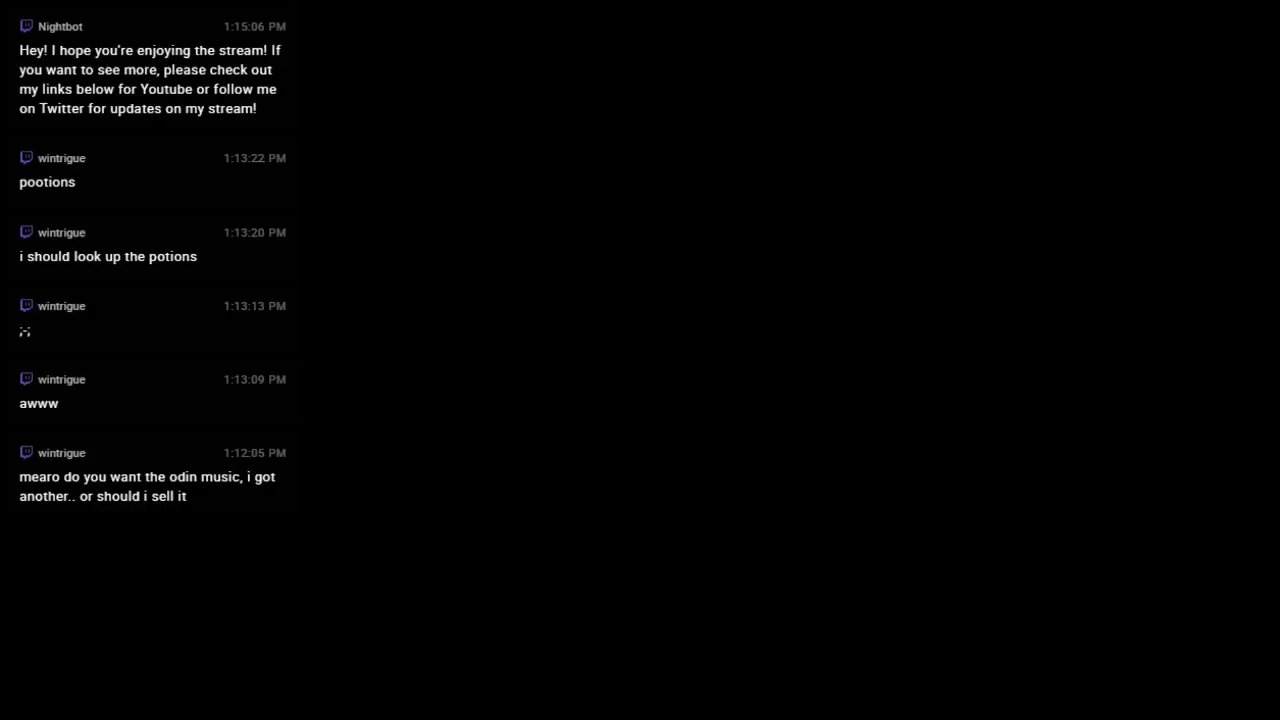 Nightbot 1:15:06 PM
Hey! I hope you're enjoying the stream! If
you want to see more, please check out
my links below for Youtube or follow me
on Twitter for updates on my stream!
wintrigue 1:13:22 PM
pootions
wintrigue 1:13:20 PM
i should look up the potions
wintrigue 1:13:13 PM
;-;
wintrigue 1:13:09 PM
awww
wintrigue 1:12:05 PM
mearo do you want the odin music, i got
another.. or should i sell it